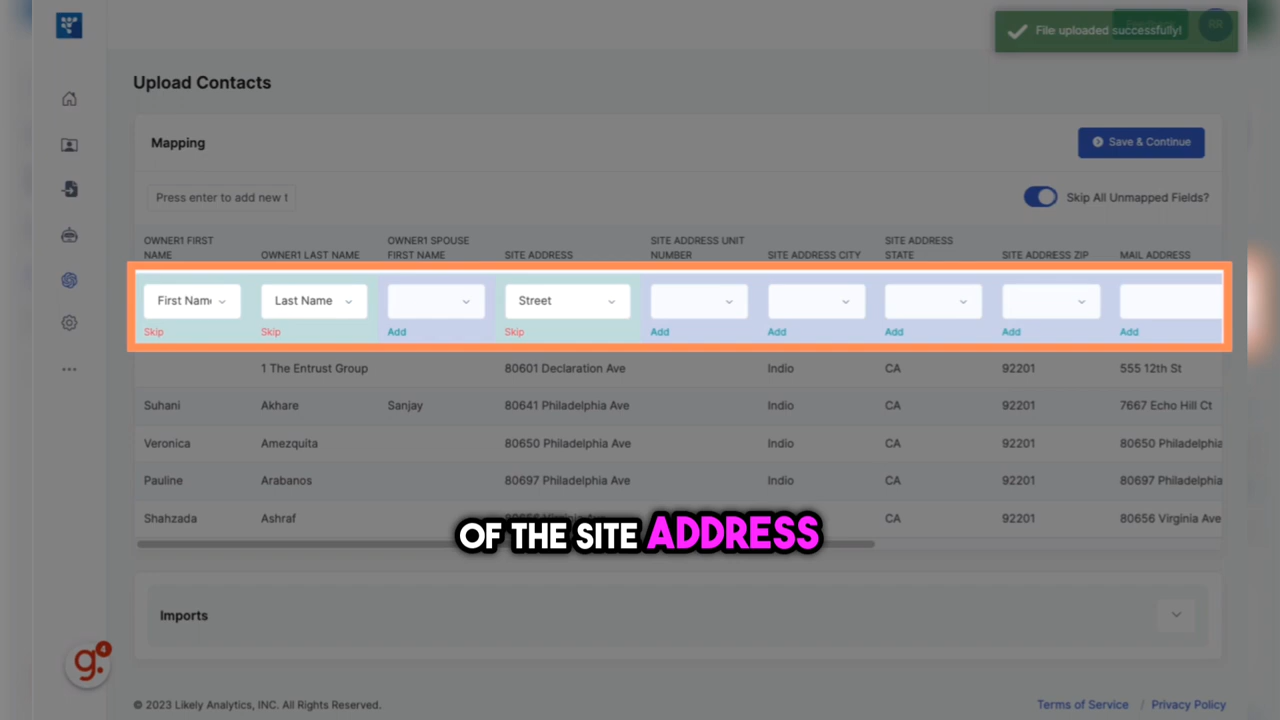 File uploaded successfully!
RR
Upload Contacts
Mapping
Save & Continue
Press enter to add new t
Skip All Unmapped Fields?
OWNER1 FIRST NAME
OWNER1 LAST NAME
OWNER1 SPOUSE FIRST NAME
SITE ADDRESS
SITE ADDRESS UNIT NUMBER
SITE ADDRESS CITY
SITE ADDRESS STATE
SITE ADDRESS ZIP
MAIL ADDRESS
First Nam
Last Name
Street
Skip Skip Add Skip Add Add Add Add Add
1 The Entrust Group 80601 Declaration Ave Indio CA 92201 555 12th St
Suhani Akhare Sanjay 80641 Philadelphia Ave Indio CA 92201 7667 Echo Hill Ct
Veronica Amezquita 80650 Philadelphia Ave Indio CA 92201 80650 Philadelphia
Pauline Arabanos 80697 Philadelphia Ave Indio CA 92201 80697 Philadelphia
Shahzada Ashraf CA 92201 80656 Virginia Ave
OF THE SITE ADDRESS
Imports
g. 4
© 2023 Likely Analytics, INC. All Rights Reserved.
Terms of Service / Privacy Policy